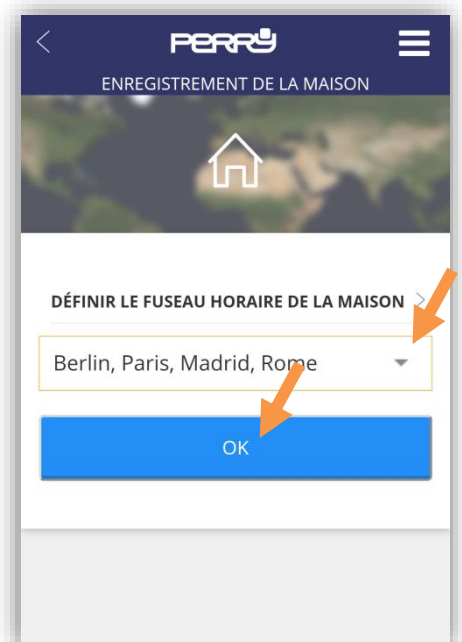 PERRY
ENREGISTREMENT DE LA MAISON
DÉFINIR LE FUSEAU HORAIRE DE LA MAISON
Berlin, Paris, Madrid, Rome
OK